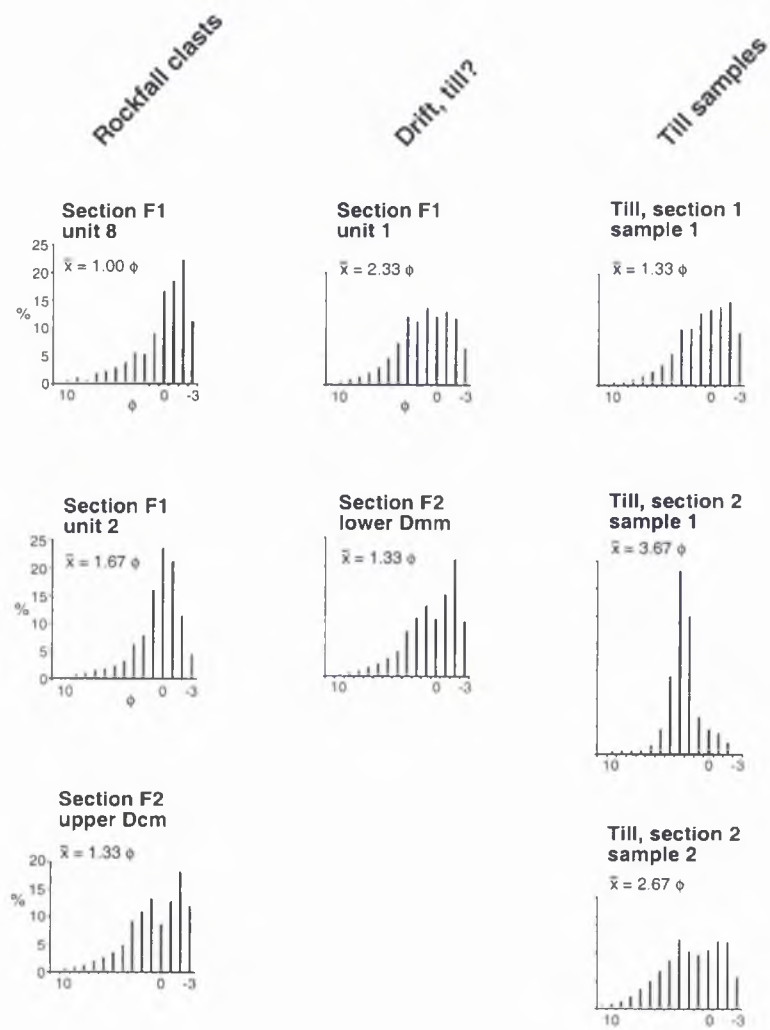 Rockfall clasts
Drift, till?
Till samples
Section F1
unit 8
x̄ = 1.00 ϕ
25
20
15
10
5
0
%
10 0 -3
ϕ
Section F1
unit 1
x̄ = 2.33 ϕ
10 0 -3
ϕ
Till, section 1
sample 1
x̄ = 1.33 ϕ
10 0 -3
Section F1
unit 2
x̄ = 1.67 ϕ
25
20
15
10
5
0
%
10 0 -3
ϕ
Section F2
lower Dmm
x̄ = 1.33 ϕ
10 0 -3
Till, section 2
sample 1
x̄ = 3.67 ϕ
10 0 -3
Section F2
upper Dcm
x̄ = 1.33 ϕ
20
15
10
5
0
%
10 0 -3
Till, section 2
sample 2
x̄ = 2.67 ϕ
10 0 -3